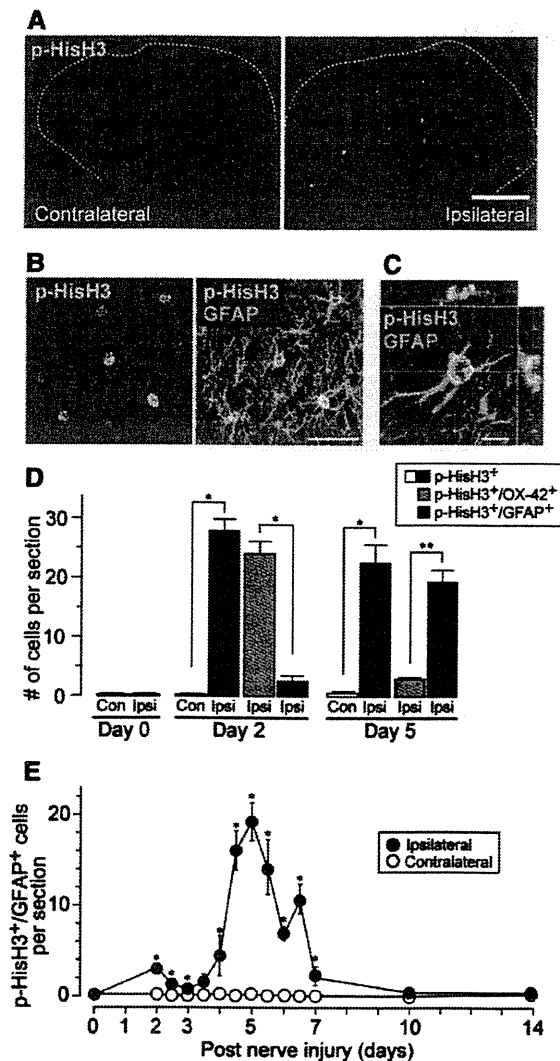 A
p-HisH3
Contralateral
Ipsilateral
B
p-HisH3
p-HisH3
GFAP
C
p-HisH3
GFAP
D
p-HisH3+
p-HisH3+/OX-42+
p-HisH3+/GFAP+
# of cells per section
30
20
10
0
*
*
*
**
Con Ipsi
Con Ipsi Ipsi Ipsi
Con Ipsi Ipsi Ipsi
Day 0
Day 2
Day 5
E
p-HisH3+/GFAP+ cells
per section
20
10
0
* * * * * * * * * *
Ipsilateral
Contralateral
0 1 2 3 5 7 10 14
Post nerve injury (days)